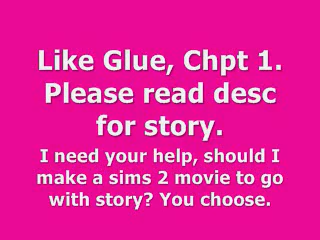 Like Glue, Chpt 1.
Please read desc
for story.
I need your help, should I
make a sims 2 movie to go
with story? You choose.